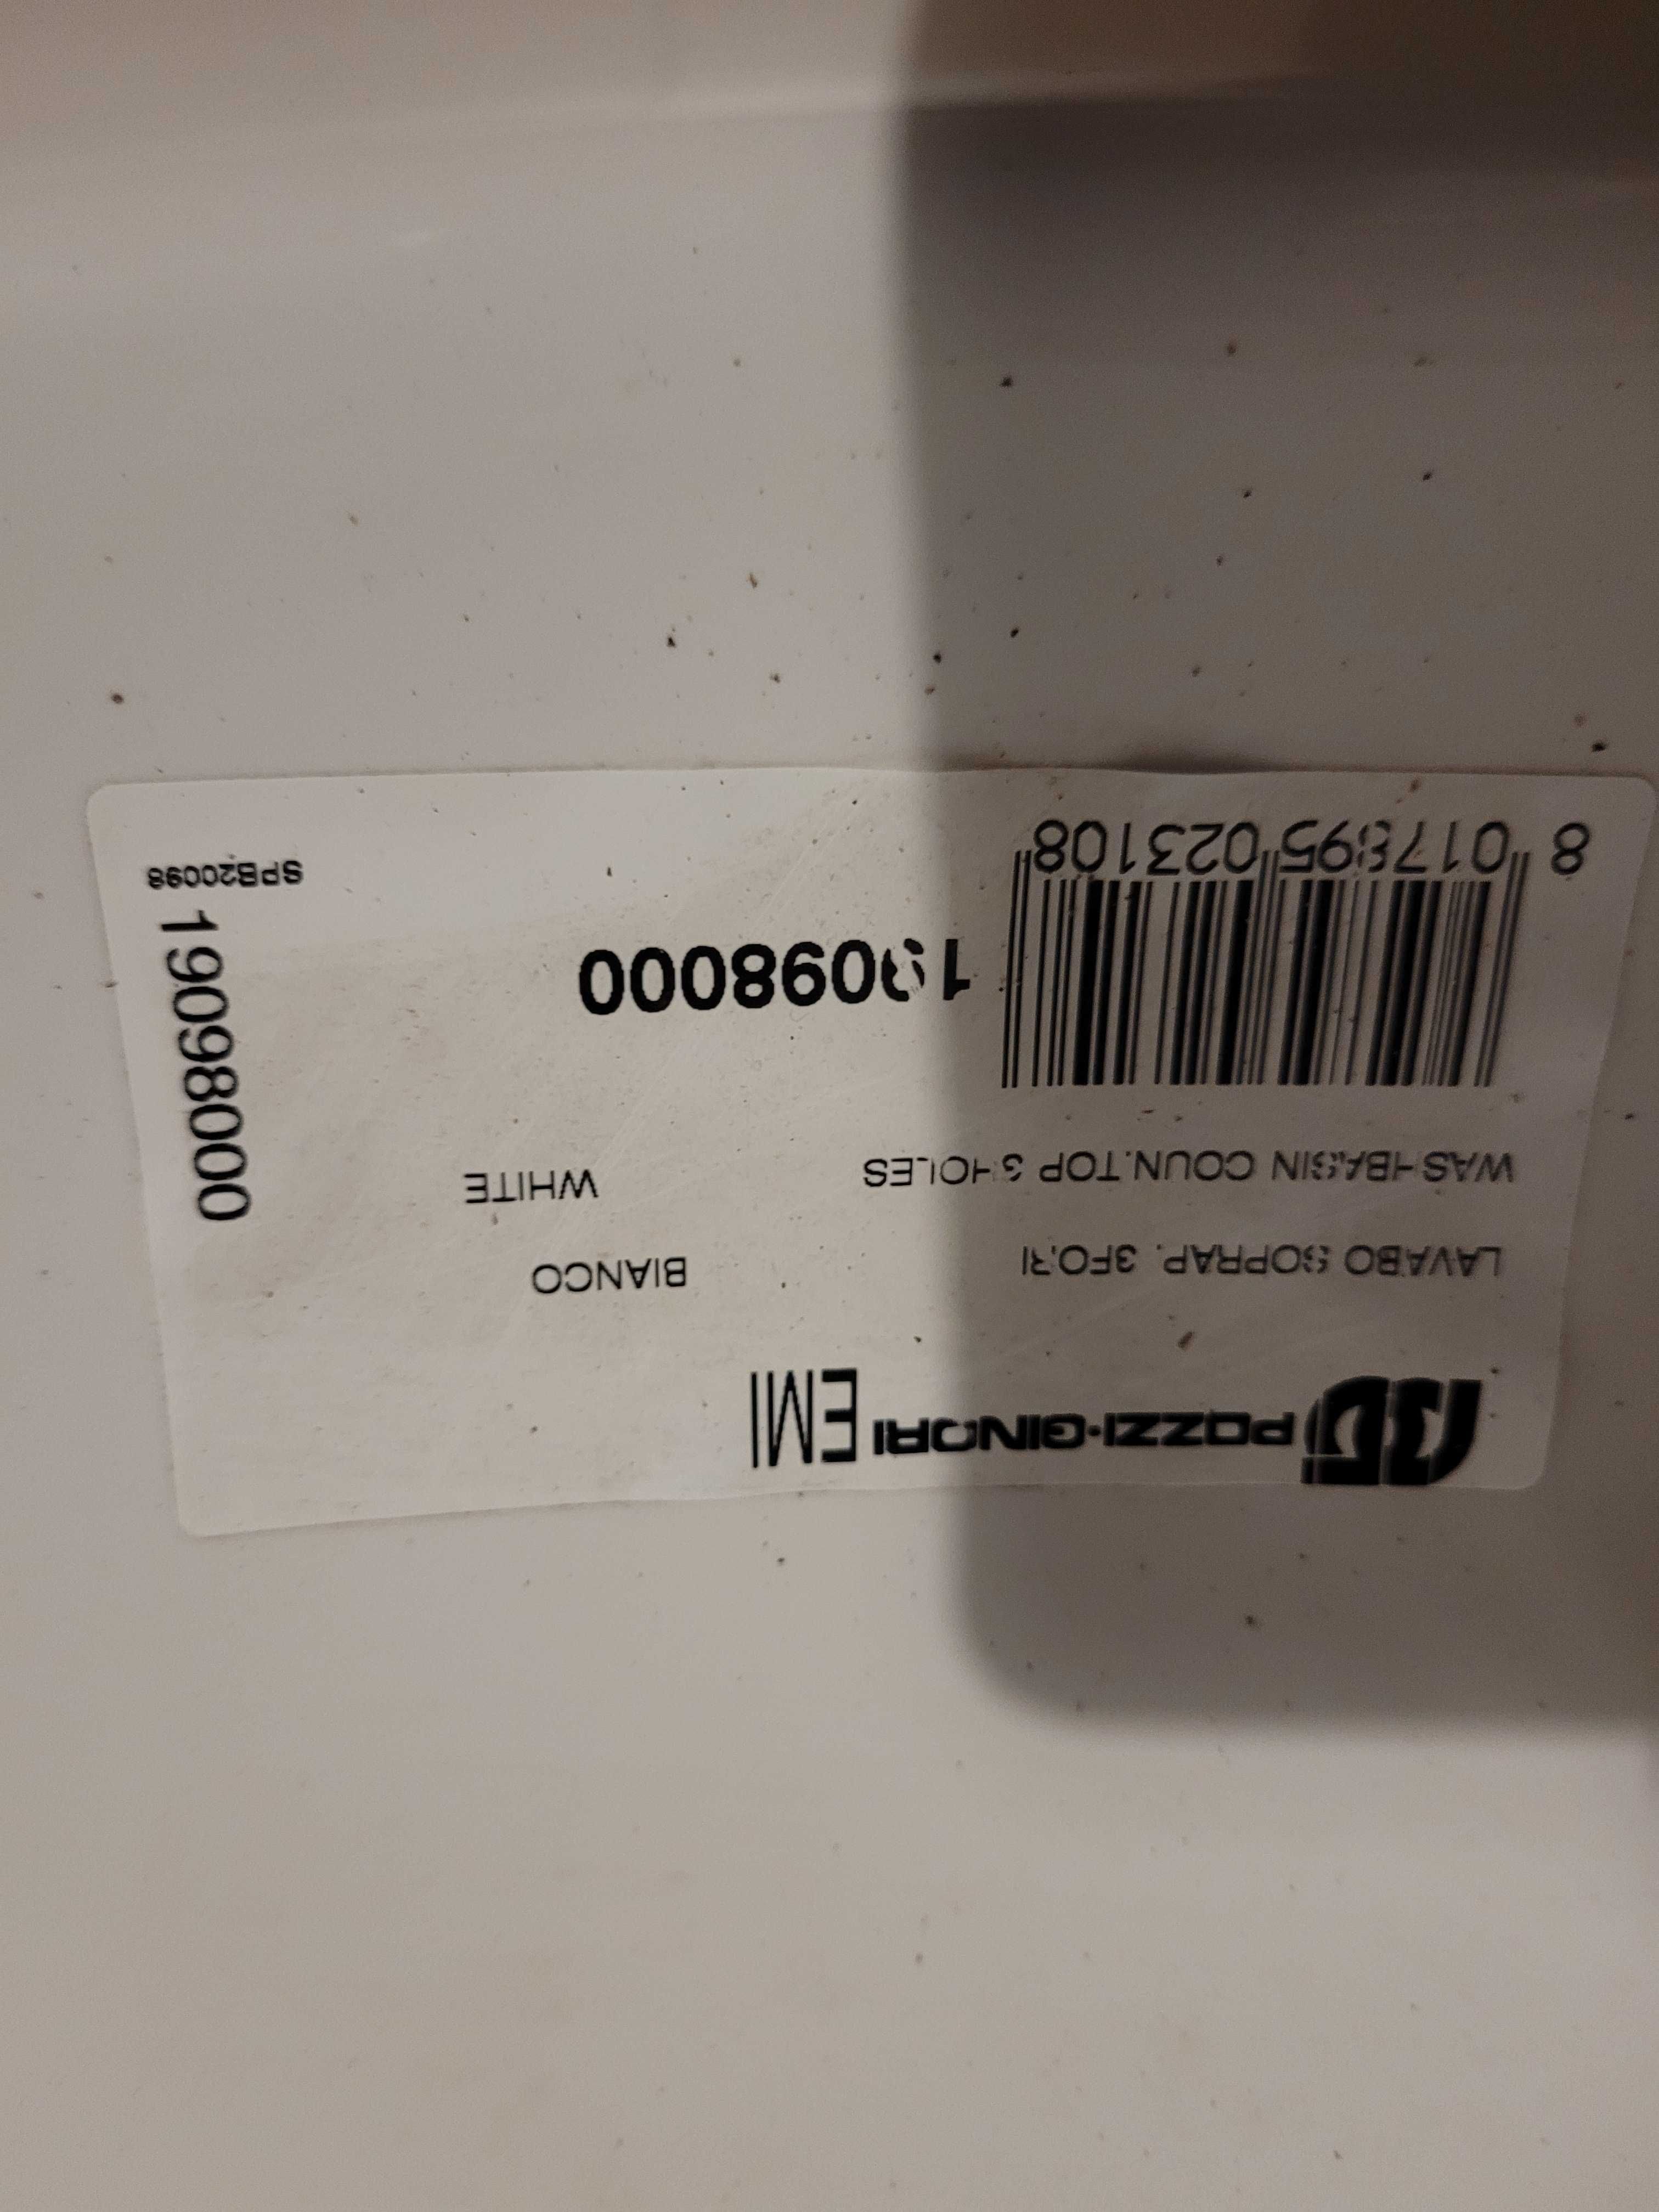 POZZI-GINORI EMI
LAVABO SOPRAP. 3FORI BIANCO
WASHBASIN COUN.TOP 3 HOLES WHITE
19098000
8 017895 023108
SPB20098
19098000